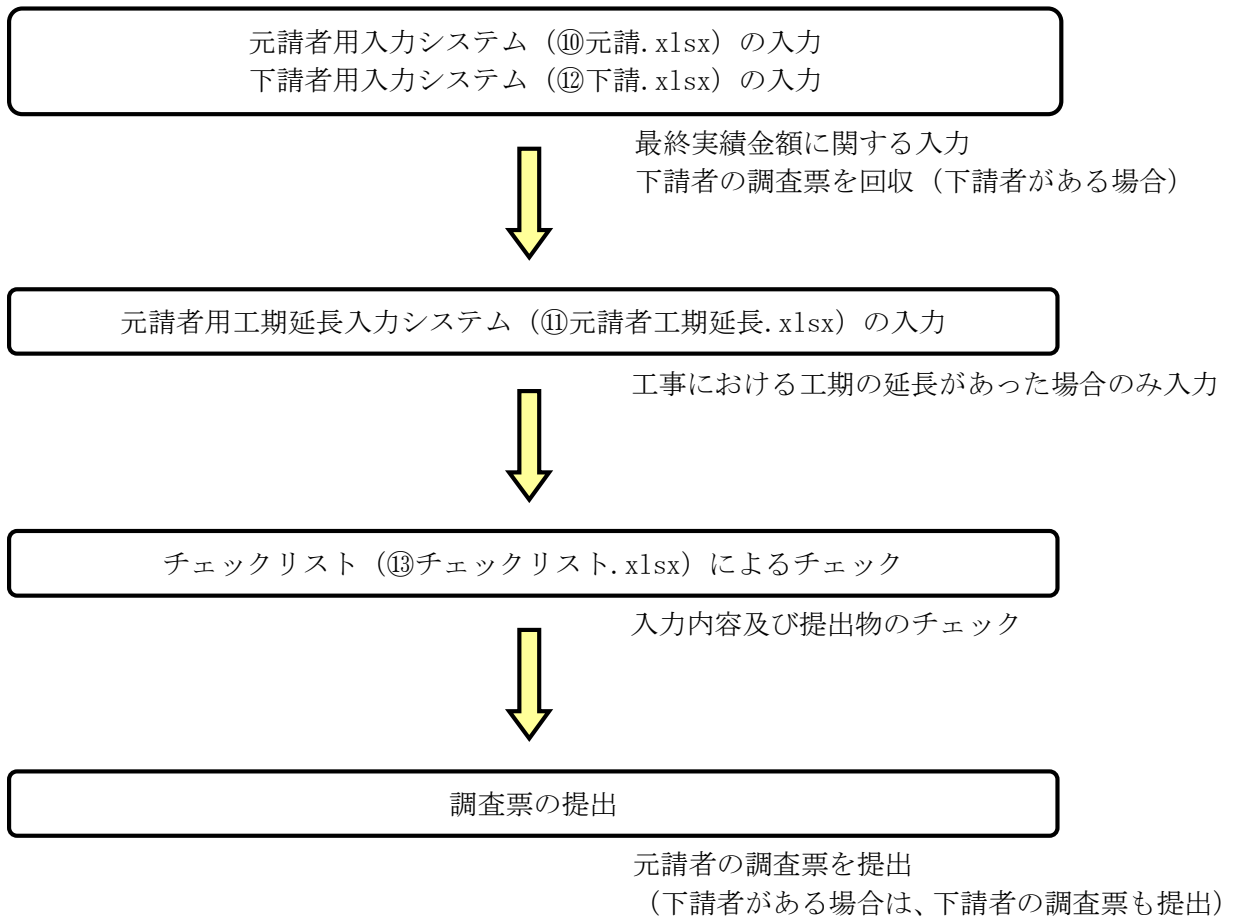 元請者用入力システム（⑩元請.xlsx）の入力
下請者用入力システム（⑫下請.xlsx）の入力
最終実績金額に関する入力
下請者の調査票を回収（下請者がある場合）
元請者用工期延長入力システム（⑪元請者工期延長.xlsx）の入力
工事における工期の延長があった場合のみ入力
チェックリスト（⑬チェックリスト.xlsx）によるチェック
入力内容及び提出物のチェック
調査票の提出
元請者の調査票を提出
（下請者がある場合は、下請者の調査票も提出）